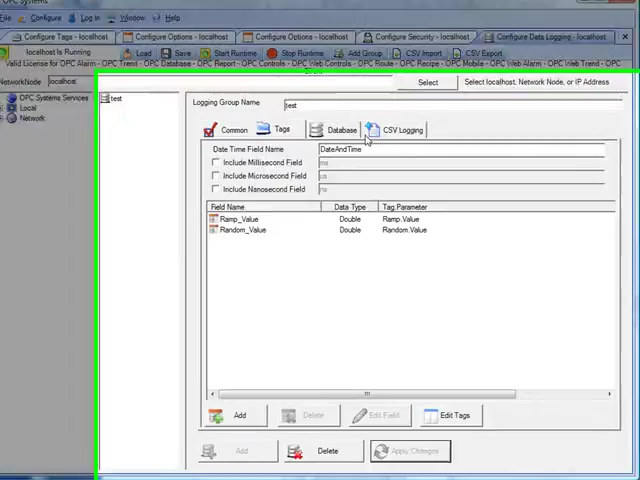 OPC Systems
File Configure Log In Window Help
Configure Tags - localhost Configure Options - localhost Configure Options - localhost Configure Security - localhost Configure Data Logging - localhost
localhost Is Running Load Save Start Runtime Stop Runtime Add Group CSV Import CSV Export
Valid License for OPC Alarm - OPC Trend - OPC Database - OPC Report - OPC Controls - OPC Web Controls - OPC Route - OPC Recipe - OPC Mobile - OPC Web Alarm - OPC Web Trend
NetworkNode localhost Select Select localhost, Network Node, or IP Address
OPC Systems Services
Local
Network
test
Logging Group Name test
Common Tags Database CSV Logging
Date Time Field Name DateAndTime
Include Millisecond Field ms
Include Microsecond Field us
Include Nanosecond Field ns
Field Name Data Type Tag.Parameter
Ramp_Value Double Ramp.Value
Random_Value Double Random.Value
Add Delete Edit Field Edit Tags
Add Delete Apply Changes